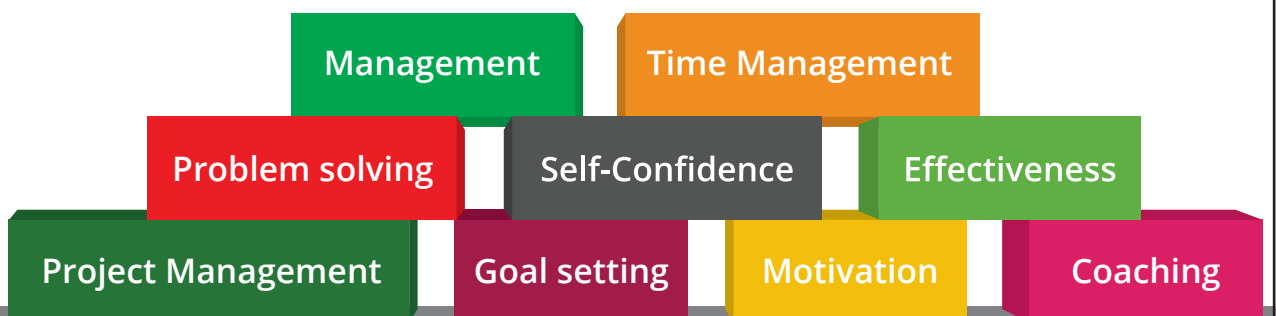 Management Time Management
Problem solving Self-Confidence Effectiveness
Project Management Goal setting Motivation Coaching